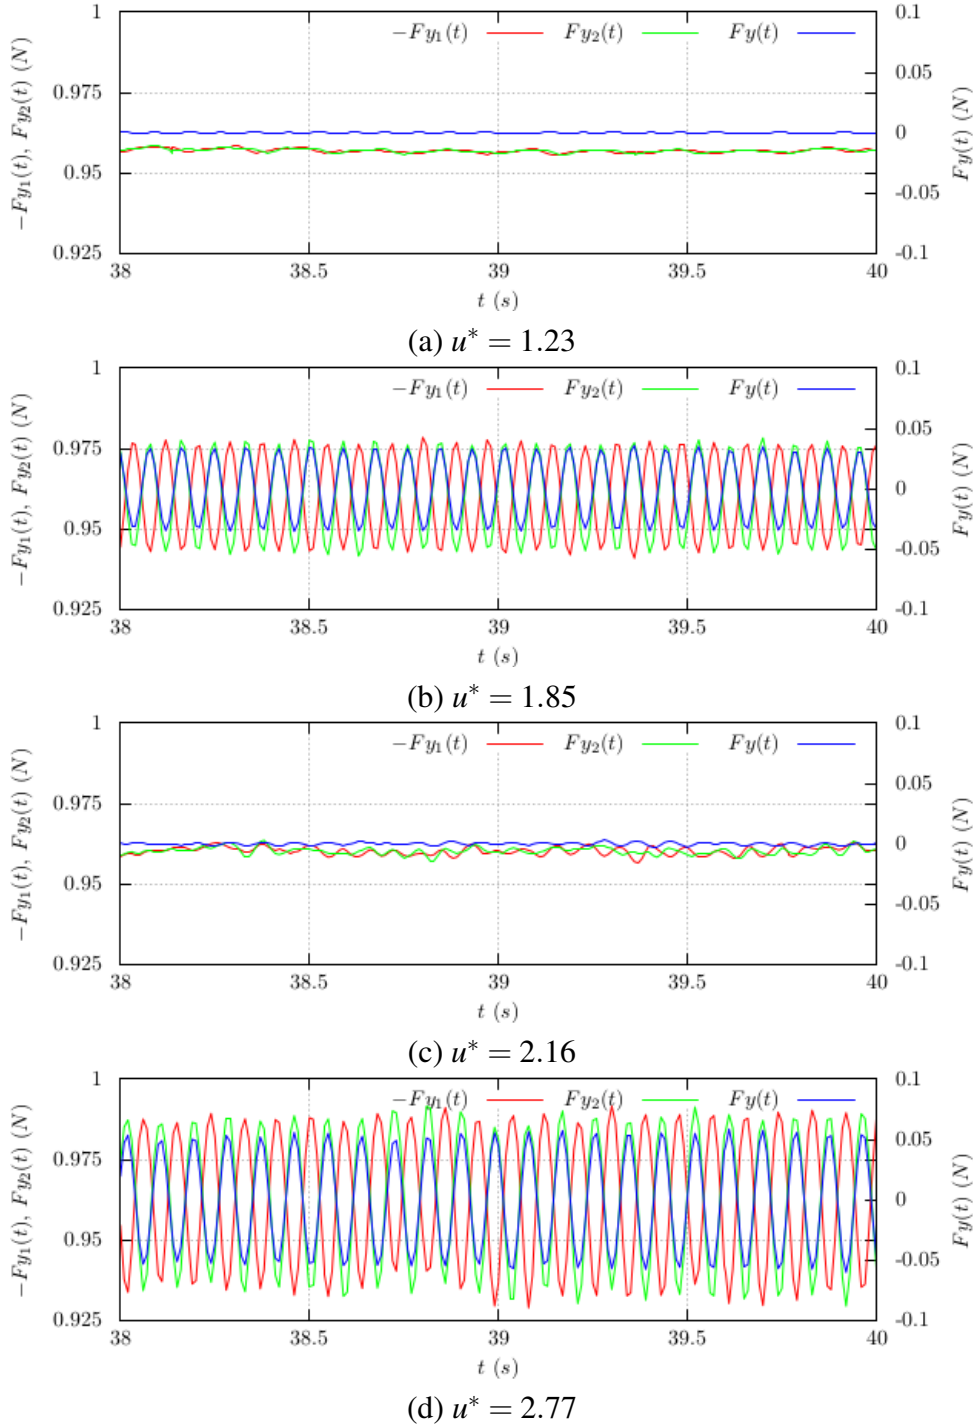 −Fy₁(t) Fy₂(t) Fy(t)
1 0.975 0.95 0.925
0.1 0.05 0 -0.05 -0.1
−Fy₁(t), Fy₂(t) (N)
Fy(t) (N)
38 38.5 39 39.5 40
t (s)
(a) u* = 1.23
−Fy₁(t) Fy₂(t) Fy(t)
1 0.975 0.95 0.925
0.1 0.05 0 -0.05 -0.1
−Fy₁(t), Fy₂(t) (N)
Fy(t) (N)
38 38.5 39 39.5 40
t (s)
(b) u* = 1.85
−Fy₁(t) Fy₂(t) Fy(t)
1 0.975 0.95 0.925
0.1 0.05 0 -0.05 -0.1
−Fy₁(t), Fy₂(t) (N)
Fy(t) (N)
38 38.5 39 39.5 40
t (s)
(c) u* = 2.16
−Fy₁(t) Fy₂(t) Fy(t)
1 0.975 0.95 0.925
0.1 0.05 0 -0.05 -0.1
−Fy₁(t), Fy₂(t) (N)
Fy(t) (N)
38 38.5 39 39.5 40
t (s)
(d) u* = 2.77